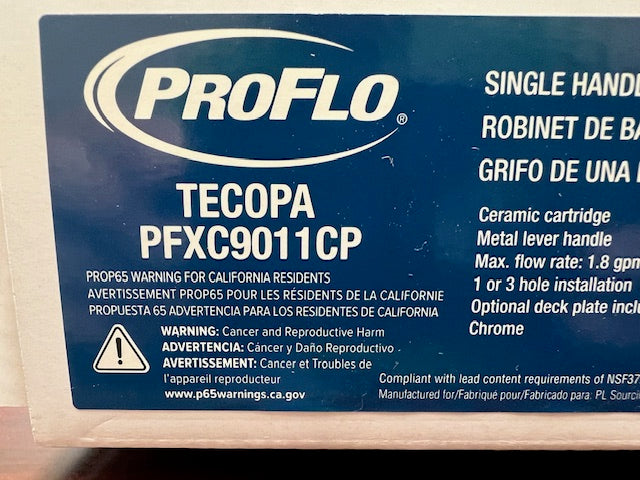 PROFLO®
TECOPA
PFXC9011CP
PROP65 WARNING FOR CALIFORNIA RESIDENTS
AVERTISSEMENT PROP65 POUR LES RÉSIDENTS DE LA CALIFORNIE
PROPUESTA 65 ADVERTENCIA PARA LOS RESIDENTES DE CALIFORNIA
WARNING: Cancer and Reproductive Harm
ADVERTENCIA: Cáncer y Daño Reproductivo
AVERTISSEMENT: Cancer et Troubles de
l'appareil reproducteur
www.p65warnings.ca.gov
SINGLE
ROBINET DE
GRIFO DE UNA
Ceramic cartridge
Metal lever handle
Max. flow rate: 1.8 gpm
1 or 3 hole installation
Optional deck plate
Chrome
Compliant with lead content requirements of
Manufactured for/Fabriqué pour/Fabricado para: PL